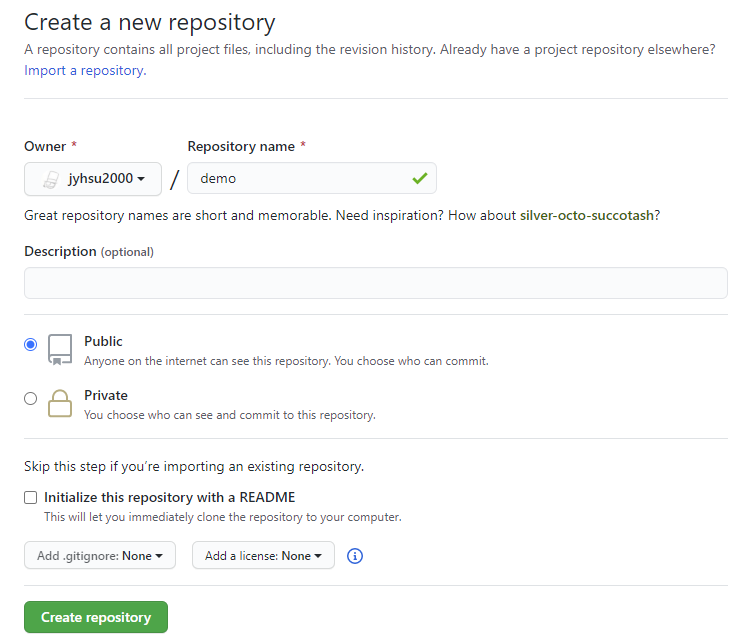 Create a new repository
A repository contains all project files, including the revision history. Already have a project repository elsewhere?
Import a repository.
Owner * Repository name *
jyhsu2000 / demo
Great repository names are short and memorable. Need inspiration? How about silver-octo-succotash?
Description (optional)
Public
Anyone on the internet can see this repository. You choose who can commit.
Private
You choose who can see and commit to this repository.
Skip this step if you’re importing an existing repository.
Initialize this repository with a README
This will let you immediately clone the repository to your computer.
Add .gitignore: None Add a license: None
Create repository